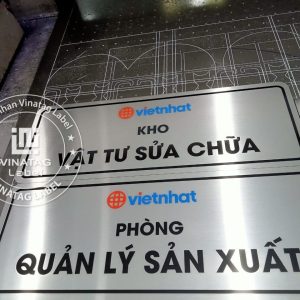 vietnhat
KHO
VẬT TƯ SỬA CHỮA
vietnhat
PHÒNG
QUẢN LÝ SẢN XUẤT
VINATAG
Label